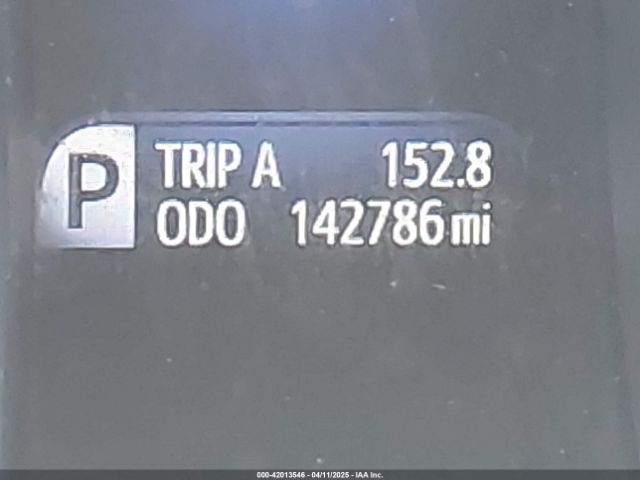 P
TRIP A 152.8
ODO 142786 mi
000-42013546 - 04/11/2025 - IAA Inc.